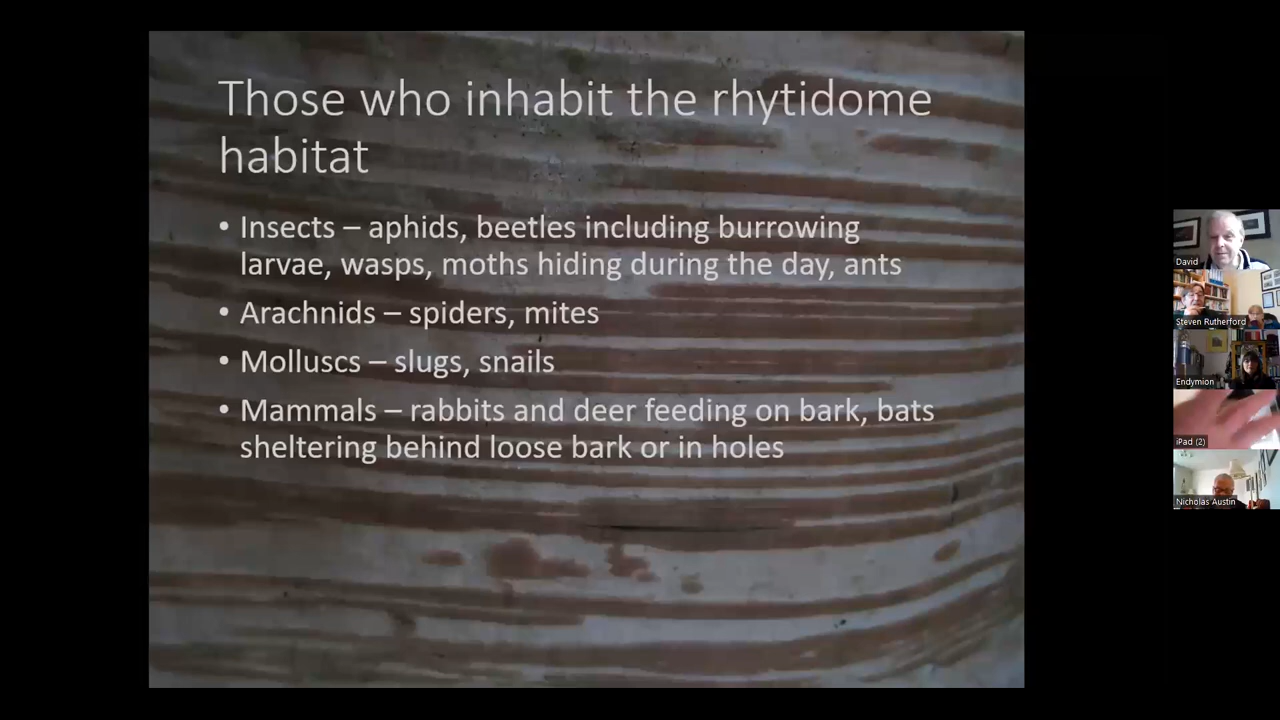 Those who inhabit the rhytidome
habitat
• Insects – aphids, beetles including burrowing
larvae, wasps, moths hiding during the day, ants
• Arachnids – spiders, mites
• Molluscs – slugs, snails
• Mammals – rabbits and deer feeding on bark, bats
sheltering behind loose bark or in holes
David
Steven Rutherford
Endymion
iPad (2)
Nicholas Austin